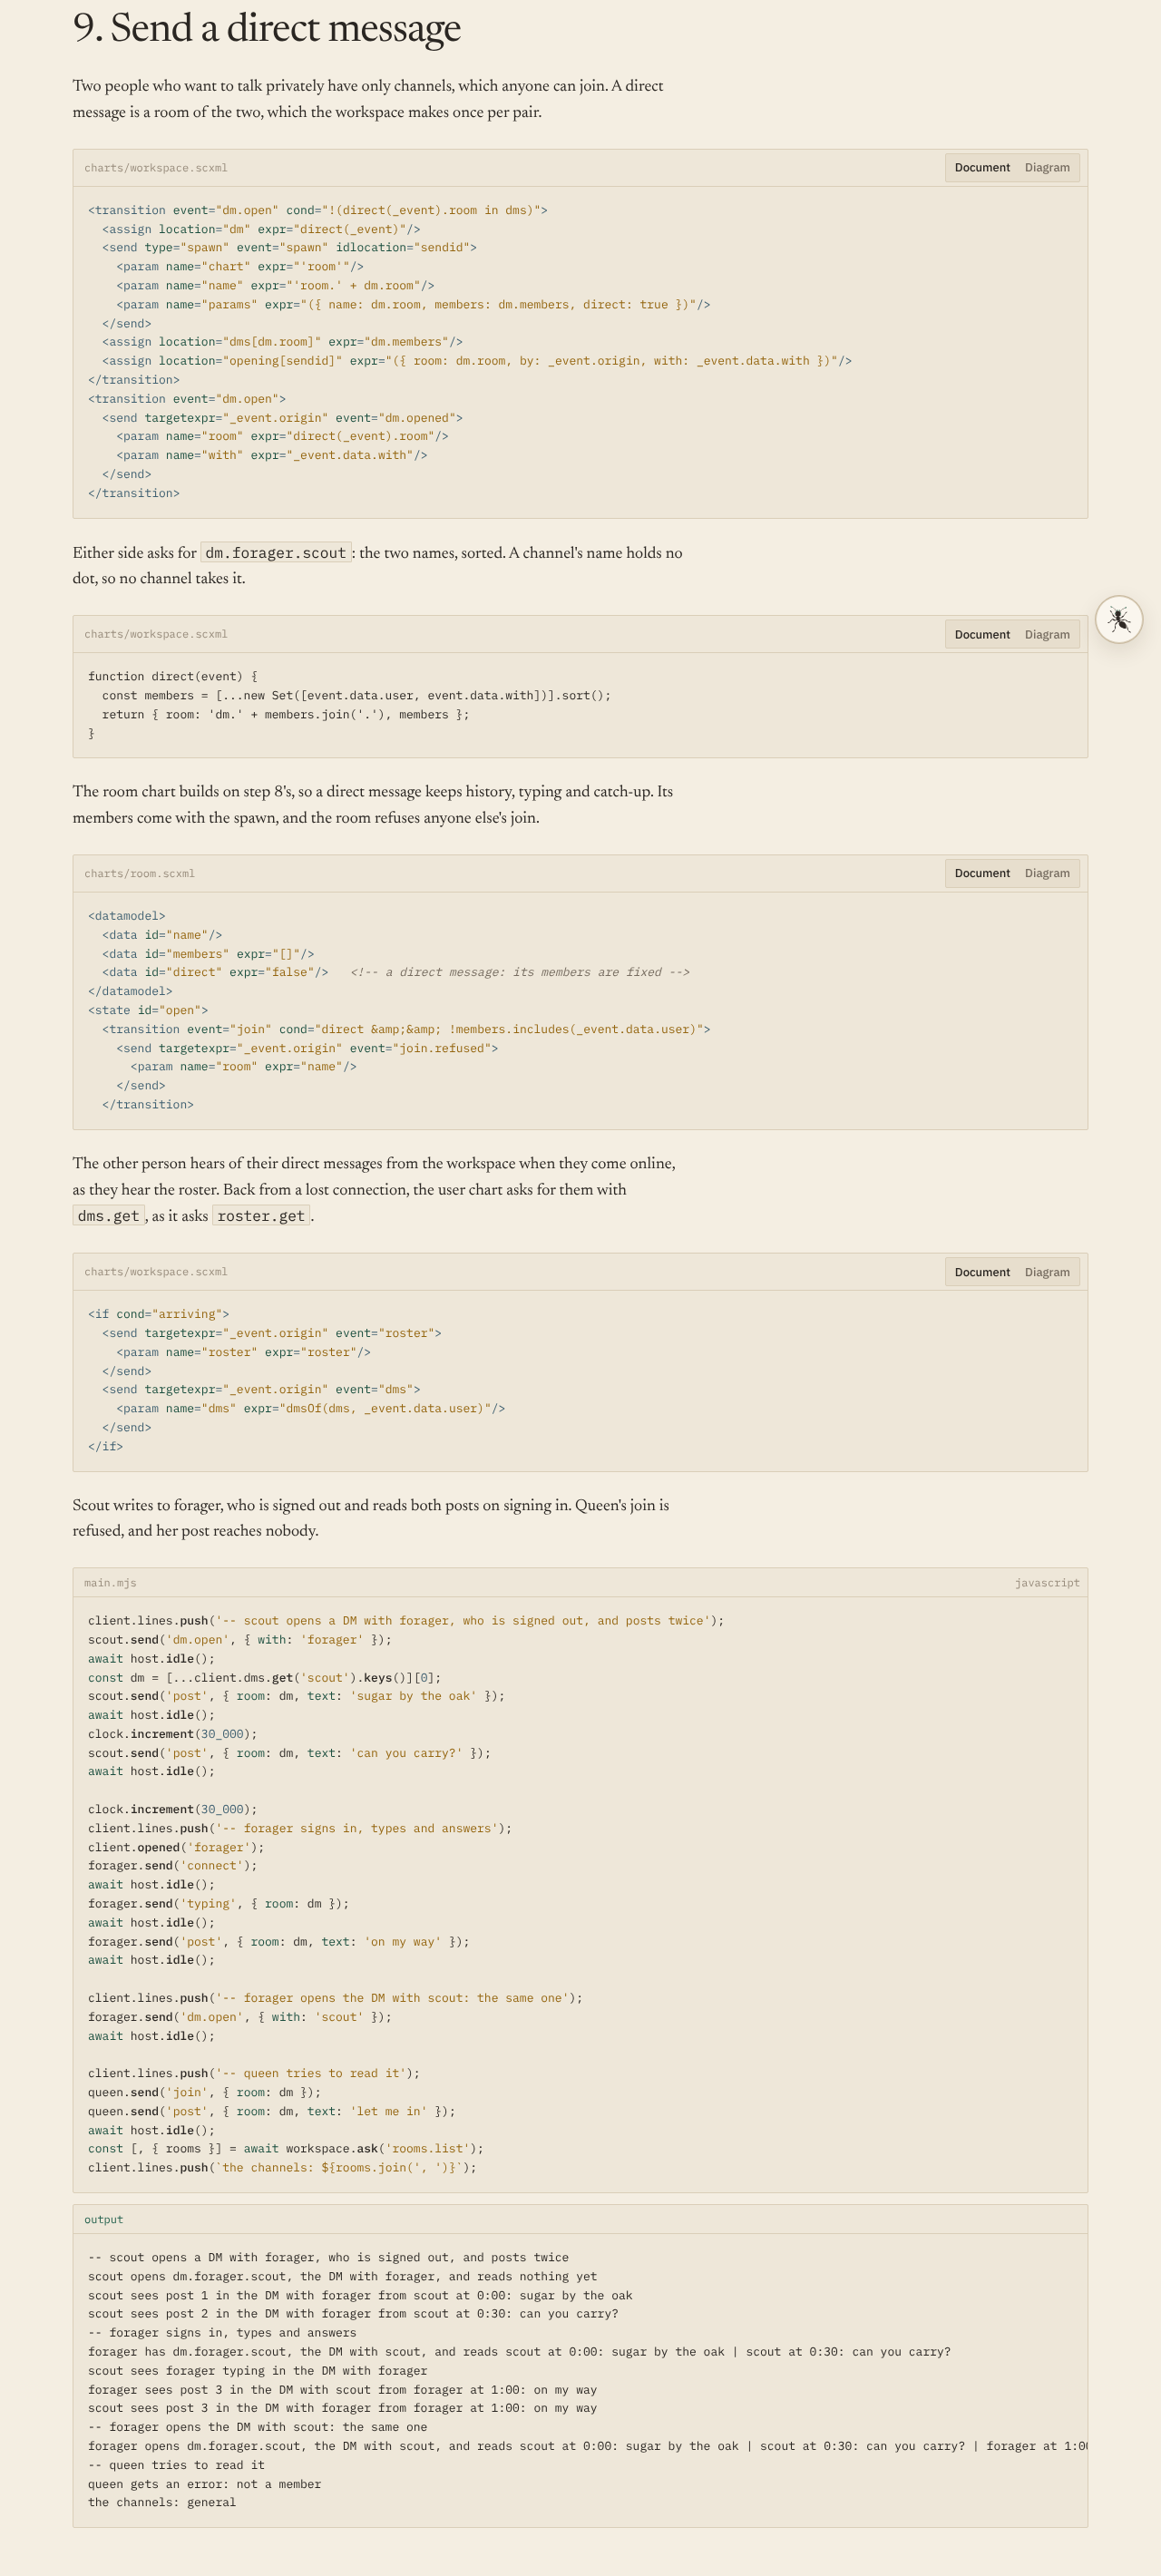 9. Send a direct message
Two people who want to talk privately have only channels, which anyone can join. A direct
message is a room of the two, which the workspace makes once per pair.
charts/workspace.scxml
Document Diagram
<transition event="dm.open" cond="!(direct(_event).room in dms)">
  <assign location="dm" expr="direct(_event)"/>
  <send type="spawn" event="spawn" idlocation="sendid">
    <param name="chart" expr="'room'"/>
    <param name="name" expr="'room.' + dm.room"/>
    <param name="params" expr="({ name: dm.room, members: dm.members, direct: true })"/>
  </send>
  <assign location="dms[dm.room]" expr="dm.members"/>
  <assign location="opening[sendid]" expr="({ room: dm.room, by: _event.origin, with: _event.data.with })"/>
</transition>
<transition event="dm.open">
  <send targetexpr="_event.origin" event="dm.opened">
    <param name="room" expr="direct(_event).room"/>
    <param name="with" expr="_event.data.with"/>
  </send>
</transition>
Either side asks for dm.forager.scout: the two names, sorted. A channel's name holds no
dot, so no channel takes it.
charts/workspace.scxml
Document Diagram
function direct(event) {
  const members = [...new Set([event.data.user, event.data.with])].sort();
  return { room: 'dm.' + members.join('.'), members };
}
The room chart builds on step 8's, so a direct message keeps history, typing and catch-up. Its
members come with the spawn, and the room refuses anyone else's join.
charts/room.scxml
Document Diagram
<datamodel>
  <data id="name"/>
  <data id="members" expr="[]"/>
  <data id="direct" expr="false"/>   <!-- a direct message: its members are fixed -->
</datamodel>
<state id="open">
  <transition event="join" cond="direct &amp;&amp; !members.includes(_event.data.user)">
    <send targetexpr="_event.origin" event="join.refused">
      <param name="room" expr="name"/>
    </send>
  </transition>
The other person hears of their direct messages from the workspace when they come online,
as they hear the roster. Back from a lost connection, the user chart asks for them with
dms.get, as it asks roster.get.
charts/workspace.scxml
Document Diagram
<if cond="arriving">
  <send targetexpr="_event.origin" event="roster">
    <param name="roster" expr="roster"/>
  </send>
  <send targetexpr="_event.origin" event="dms">
    <param name="dms" expr="dmsOf(dms, _event.data.user)"/>
  </send>
</if>
Scout writes to forager, who is signed out and reads both posts on signing in. Queen's join is
refused, and her post reaches nobody.
main.mjs
javascript
client.lines.push('-- scout opens a DM with forager, who is signed out, and posts twice');
scout.send('dm.open', { with: 'forager' });
await host.idle();
const dm = [...client.dms.get('scout').keys()][0];
scout.send('post', { room: dm, text: 'sugar by the oak' });
await host.idle();
clock.increment(30_000);
scout.send('post', { room: dm, text: 'can you carry?' });
await host.idle();
clock.increment(30_000);
client.lines.push('-- forager signs in, types and answers');
client.opened('forager');
forager.send('connect');
await host.idle();
forager.send('typing', { room: dm });
await host.idle();
forager.send('post', { room: dm, text: 'on my way' });
await host.idle();
client.lines.push('-- forager opens the DM with scout: the same one');
forager.send('dm.open', { with: 'scout' });
await host.idle();
client.lines.push('-- queen tries to read it');
queen.send('join', { room: dm });
queen.send('post', { room: dm, text: 'let me in' });
await host.idle();
const [, { rooms }] = await workspace.ask('rooms.list');
client.lines.push(`the channels: ${rooms.join(', ')}`);
output
-- scout opens a DM with forager, who is signed out, and posts twice
scout opens dm.forager.scout, the DM with forager, and reads nothing yet
scout sees post 1 in the DM with forager from scout at 0:00: sugar by the oak
scout sees post 2 in the DM with forager from scout at 0:30: can you carry?
-- forager signs in, types and answers
forager has dm.forager.scout, the DM with scout, and reads scout at 0:00: sugar by the oak | scout at 0:30: can you carry?
scout sees forager typing in the DM with forager
forager sees post 3 in the DM with scout from forager at 1:00: on my way
scout sees post 3 in the DM with forager from forager at 1:00: on my way
-- forager opens the DM with scout: the same one
forager opens dm.forager.scout, the DM with scout, and reads scout at 0:00: sugar by the oak | scout at 0:30: can you carry? | forager at
-- queen tries to read it
queen gets an error: not a member
the channels: general